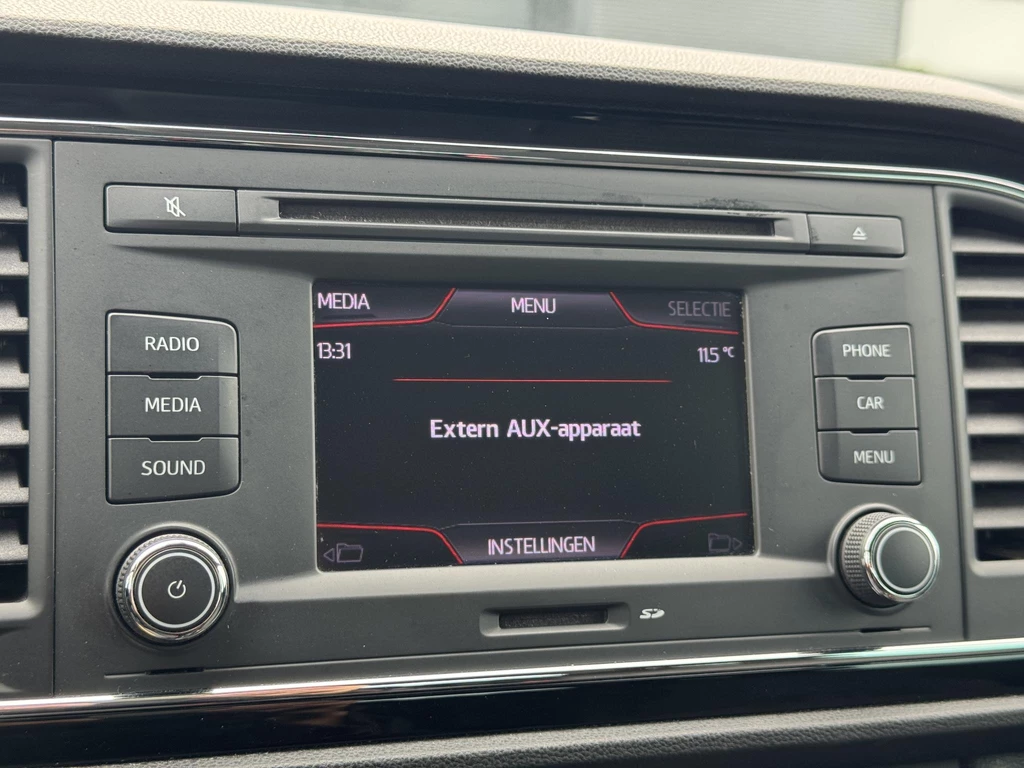 MEDIA MENU SELECTIE
13:31 11.5 °C
Extern AUX-apparaat
INSTELLINGEN
RADIO
MEDIA
SOUND
PHONE
CAR
MENU
SD